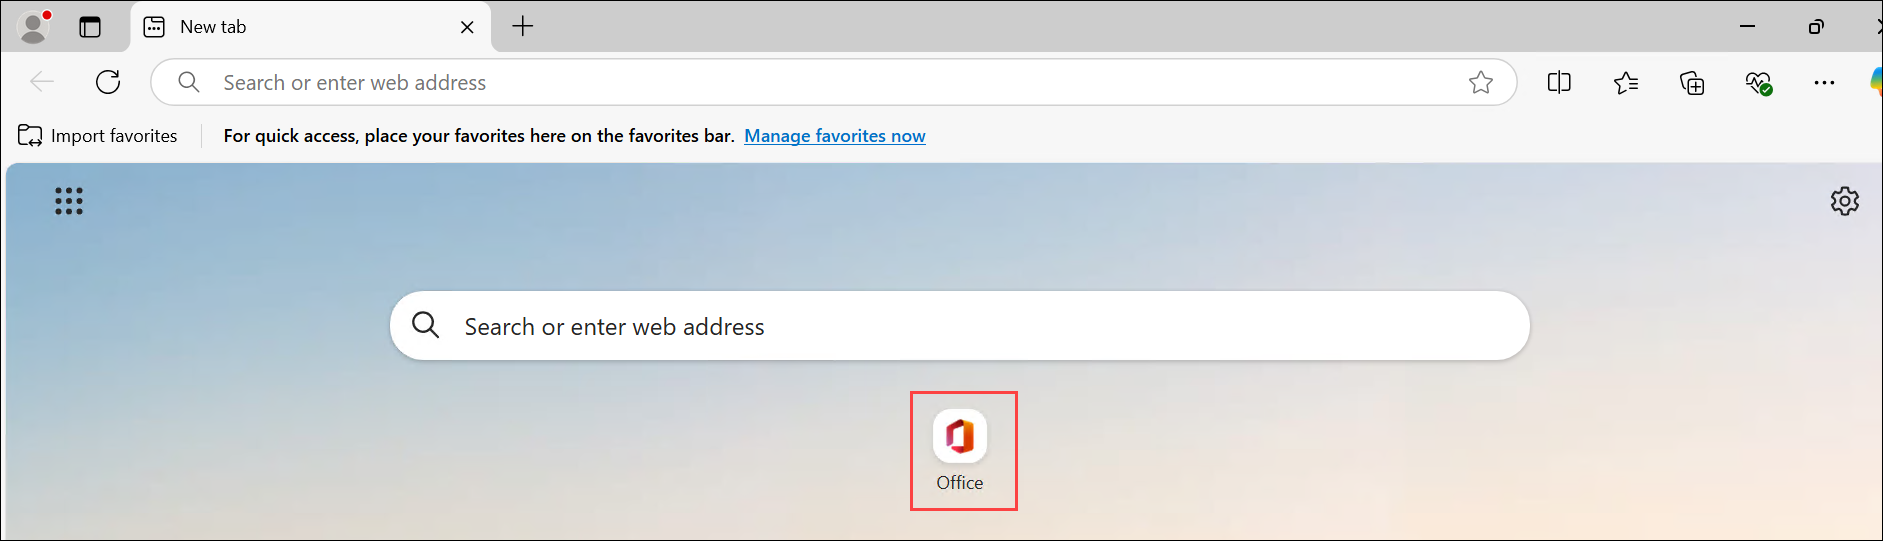 New tab
Search or enter web address
Import favorites
For quick access, place your favorites here on the favorites bar. Manage favorites now
Search or enter web address
Office